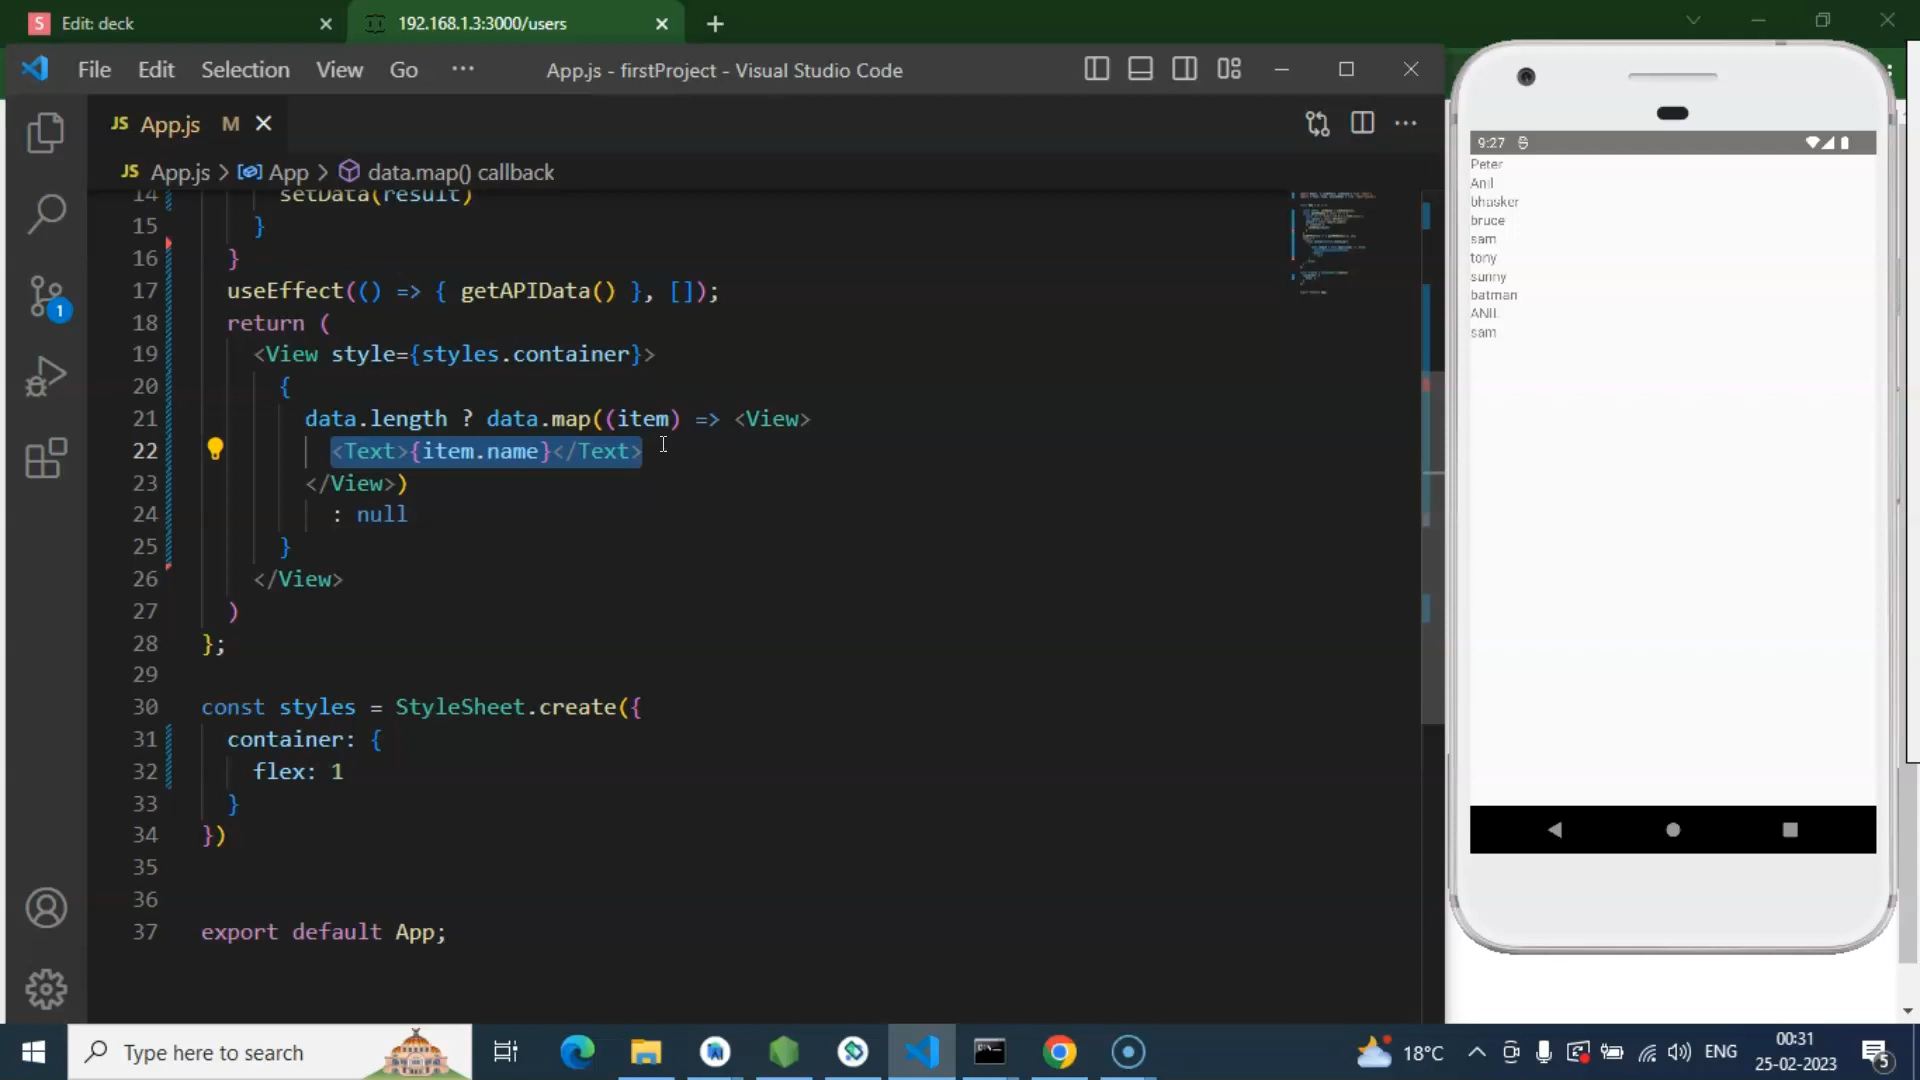 S Edit: deck
192.168.1.3:3000/users
File Edit Selection View Go ···
App.js - firstProject - Visual Studio Code
JS App.js M
JS App.js > App > data.map() callback
14 setData(result)
15 }
16 }
17 useEffect(() => { getAPIData() }, []);
18 return (
19 <View style={styles.container}>
20 {
21 data.length ? data.map((item) => <View>
22 <Text>{item.name}</Text>
23 </View>)
24 : null
25 }
26 </View>
27 )
28 };
29
30 const styles = StyleSheet.create({
31 container: {
32 flex: 1
33 }
34 })
35
36
37 export default App;
1
9:27
Peter
Anil
bhasker
bruce
sam
tony
sunny
batman
ANIL
sam
Type here to search
18°C
ENG
00:31
25-02-2023
5